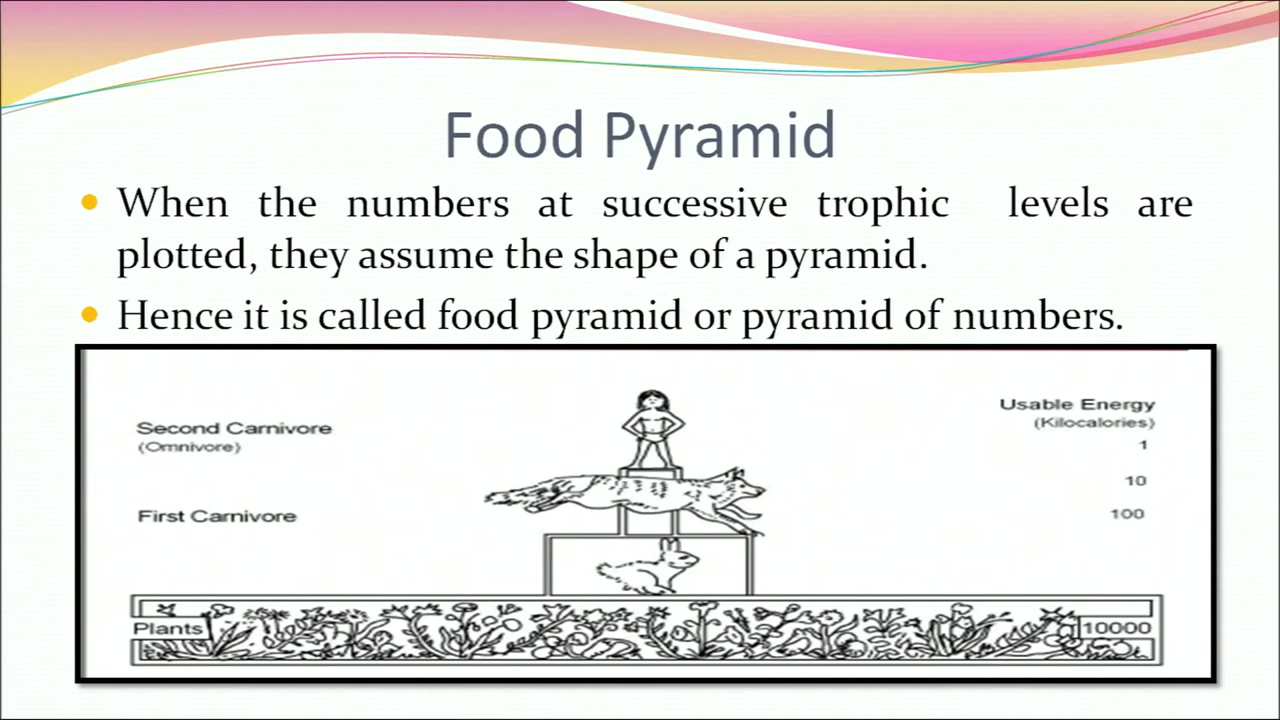 Food Pyramid
When the numbers at successive trophic levels are
plotted, they assume the shape of a pyramid.
Hence it is called food pyramid or pyramid of numbers.
Usable Energy
(Kilocalories)
Second Carnivore
(Omnivore)
1
10
First Carnivore
100
Plants
10000